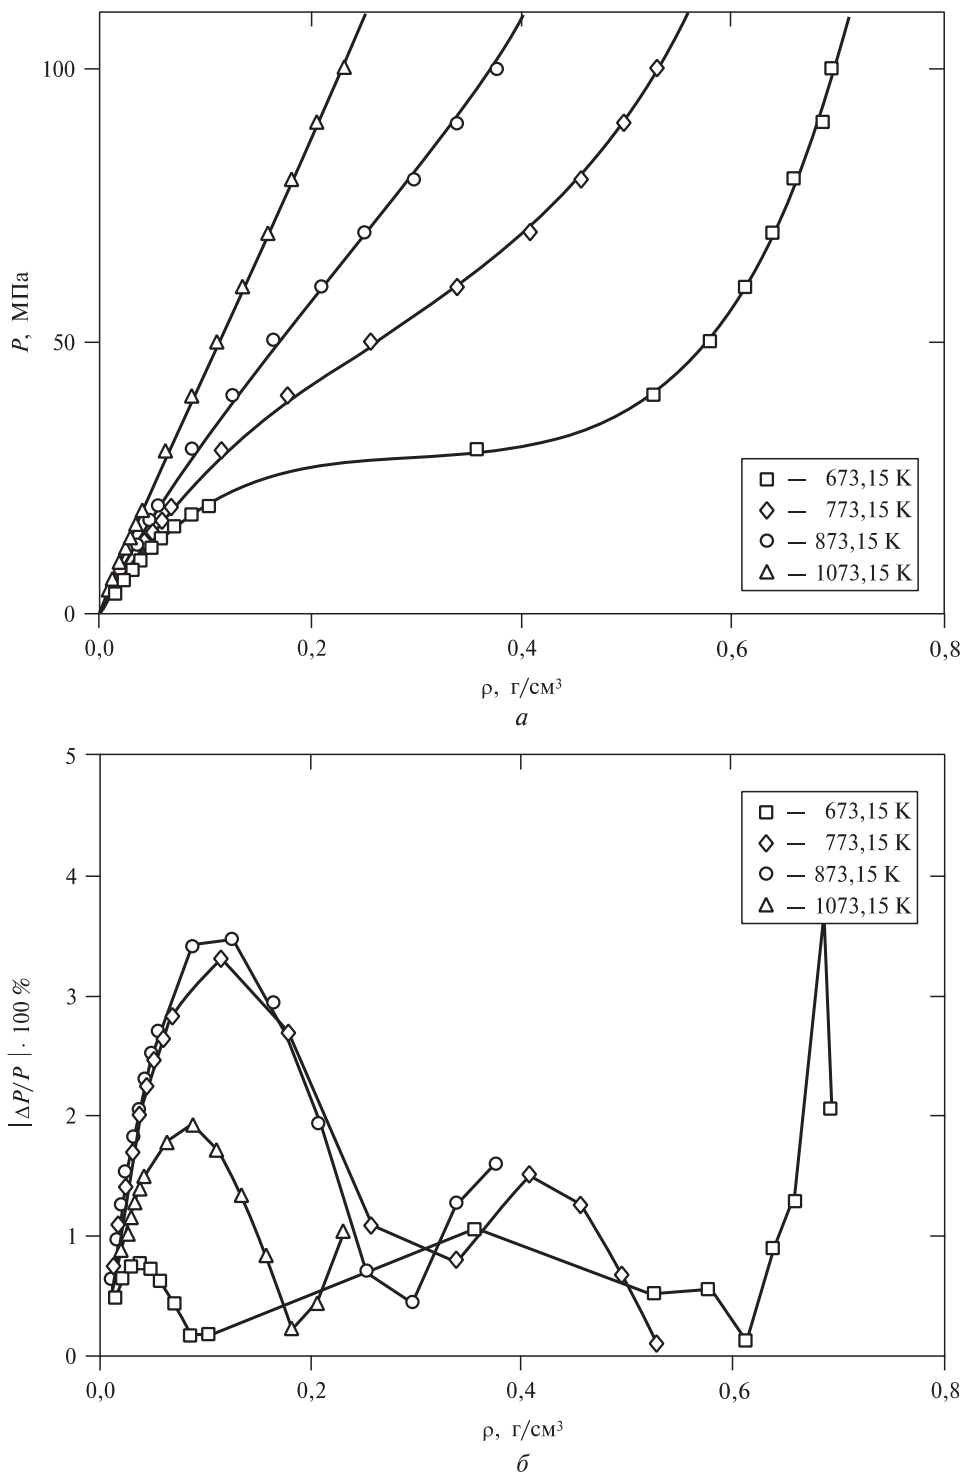 100
50
0
P, МПа
— 673,15 K
— 773,15 K
— 873,15 K
— 1073,15 K
0,0 0,2 0,4 0,6 0,8
ρ, г/см³
а
5
4
3
2
1
0
|ΔP/P| · 100 %
— 673,15 K
— 773,15 K
— 873,15 K
— 1073,15 K
0,0 0,2 0,4 0,6 0,8
ρ, г/см³
б